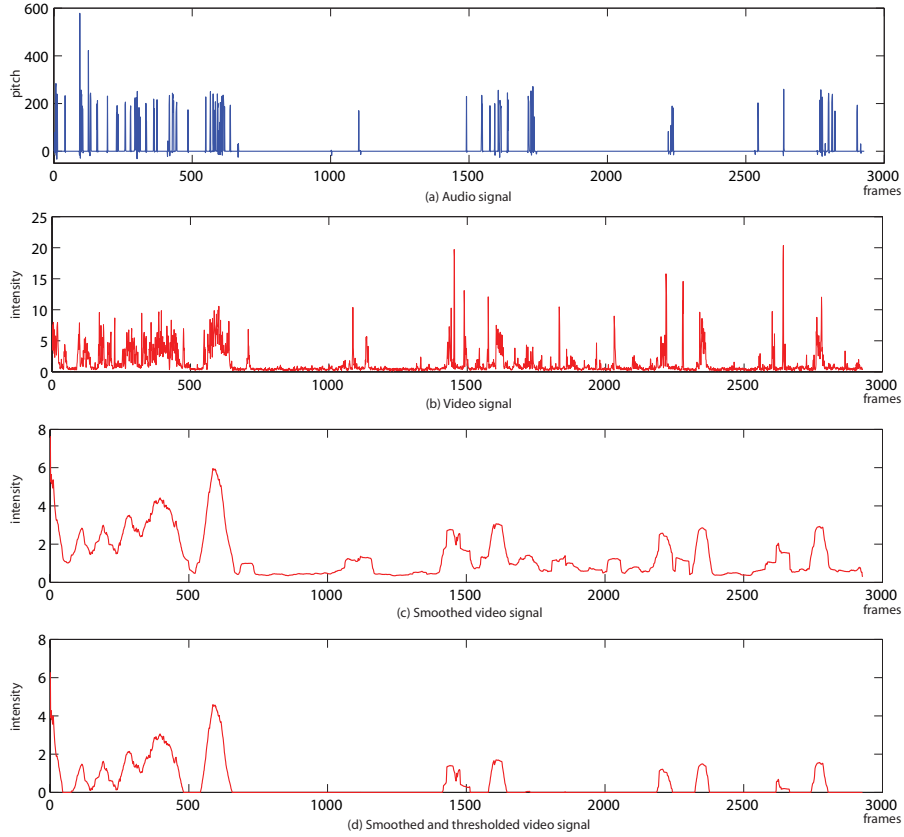 600
400
200
0
pitch
0 500 1000 1500 2000 2500 3000
frames
(a) Audio signal
25
20
15
10
5
0
intensity
0 500 1000 1500 2000 2500 3000
frames
(b) Video signal
8
6
4
2
0
intensity
0 500 1000 1500 2000 2500 3000
frames
(c) Smoothed video signal
8
6
4
2
0
intensity
0 500 1000 1500 2000 2500 3000
frames
(d) Smoothed and thresholded video signal